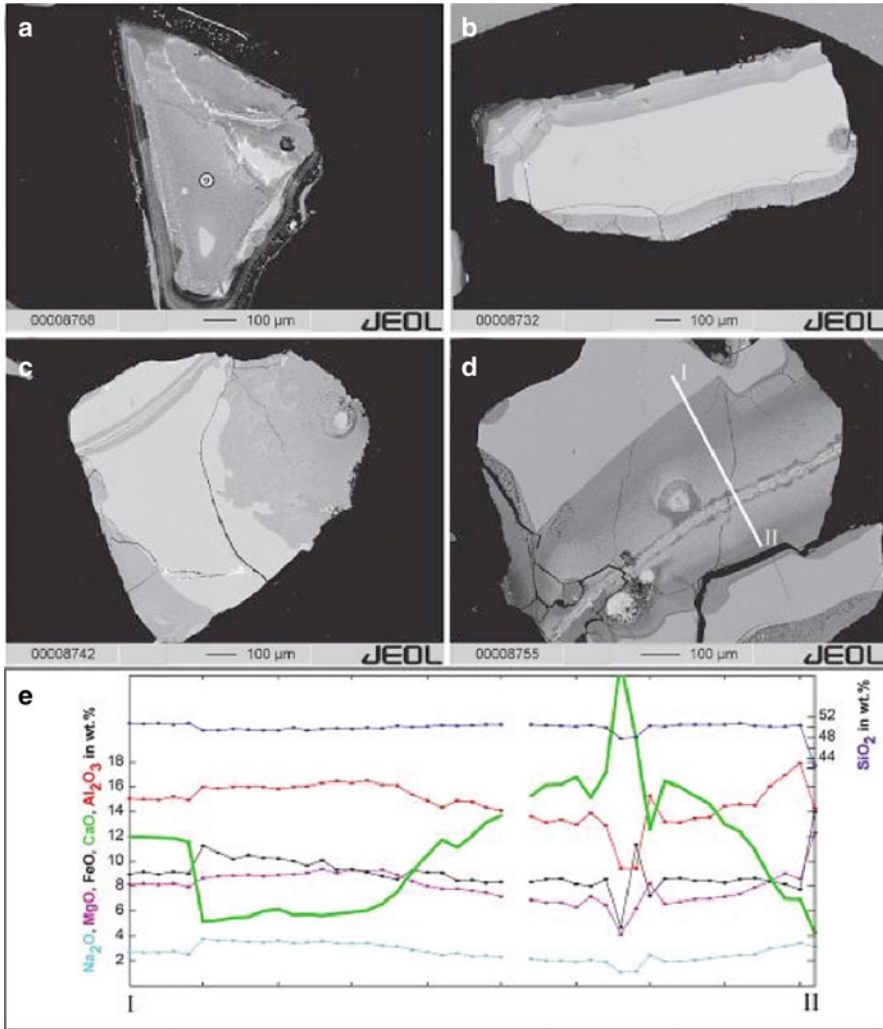 a
b
00008768 100 μm JEOL
00008732 100 μm JEOL
c
d
I
II
00008742 100 μm JEOL
00008755 100 μm JEOL
e
Na₂O, MgO, FeO, CaO, Al₂O₃ in wt.%
18
16
14
12
10
8
6
4
2
52
48
44
SiO₂ in wt.%
I
II